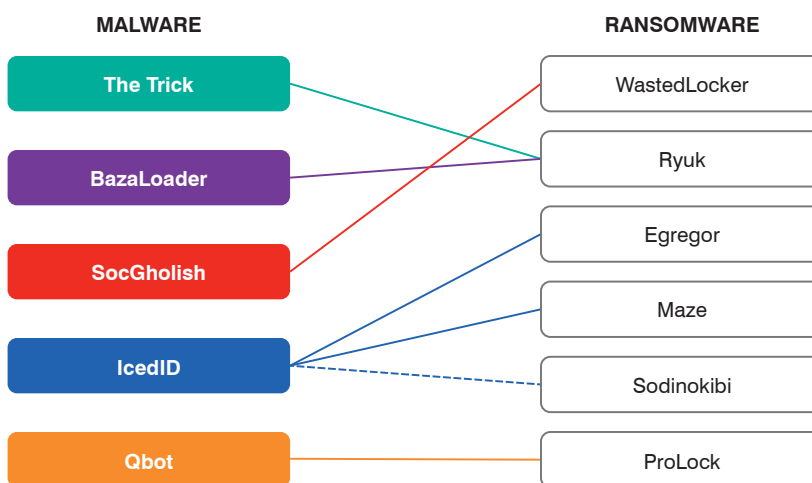 MALWARE
RANSOMWARE
The Trick
BazaLoader
SocGholish
IcedID
Qbot
WastedLocker
Ryuk
Egregor
Maze
Sodinokibi
ProLock